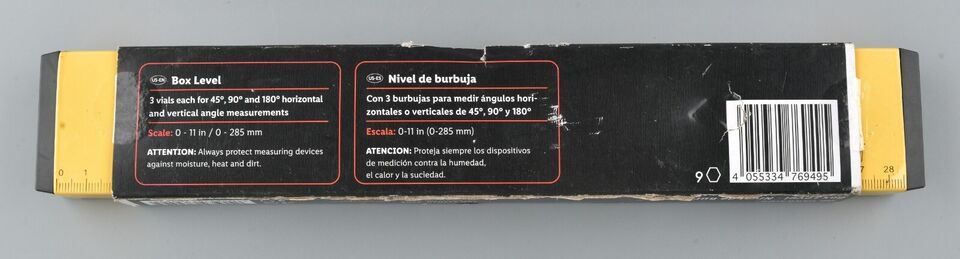 US-EN Box Level
3 vials each for 45°, 90° and 180° horizontal
and vertical angle measurements
Scale: 0 - 11 in / 0 - 285 mm
ATTENTION: Always protect measuring devices
against moisture, heat and dirt.
US-ES Nivel de burbuja
Con 3 burbujas para medir ángulos hori-
zontales o verticales de 45°, 90° y 180°
Escala: 0-11 in (0-285 mm)
ATENCION: Proteja siempre los dispositivos
de medición contra la humedad,
el calor y la suciedad.
9
4 055334 769495
0 1
28